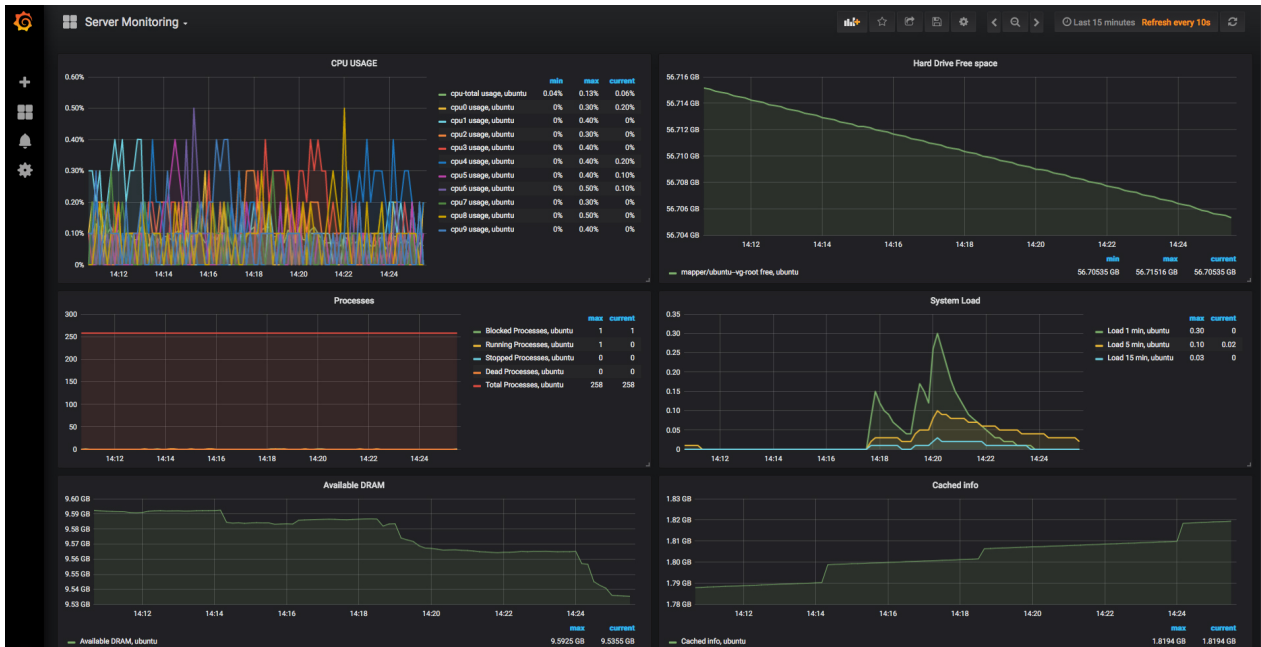 Server Monitoring
Last 15 minutes Refresh every 10s
CPU USAGE
0.60%
0.50%
0.40%
0.30%
0.20%
0.10%
0%
14:12 14:14 14:16 14:18 14:20 14:22 14:24
min max current
cpu-total usage, ubuntu 0.04% 0.13% 0.06%
cpu0 usage, ubuntu 0% 0.30% 0.20%
cpu1 usage, ubuntu 0% 0.40% 0%
cpu2 usage, ubuntu 0% 0.30% 0%
cpu3 usage, ubuntu 0% 0.40% 0%
cpu4 usage, ubuntu 0% 0.40% 0.20%
cpu5 usage, ubuntu 0% 0.40% 0.10%
cpu6 usage, ubuntu 0% 0.50% 0.10%
cpu7 usage, ubuntu 0% 0.30% 0%
cpu8 usage, ubuntu 0% 0.50% 0%
cpu9 usage, ubuntu 0% 0.40% 0%
Hard Drive Free space
56.716 GB
56.714 GB
56.712 GB
56.710 GB
56.708 GB
56.706 GB
56.704 GB
14:12 14:14 14:16 14:18 14:20 14:22 14:24
min max current
mapper/ubuntu--vg-root free, ubuntu 56.70535 GB 56.71516 GB 56.70535 GB
Processes
300
250
200
150
100
50
0
14:12 14:14 14:16 14:18 14:20 14:22 14:24
max current
Blocked Processes, ubuntu 1 1
Running Processes, ubuntu 1 0
Stopped Processes, ubuntu 0 0
Dead Processes, ubuntu 0 0
Total Processes, ubuntu 258 258
System Load
0.35
0.30
0.25
0.20
0.15
0.10
0.05
0
14:12 14:14 14:16 14:18 14:20 14:22 14:24
max current
Load 1 min, ubuntu 0.30 0
Load 5 min, ubuntu 0.10 0.02
Load 15 min, ubuntu 0.03 0
Available DRAM
9.60 GB
9.59 GB
9.58 GB
9.57 GB
9.56 GB
9.55 GB
9.54 GB
9.53 GB
14:12 14:14 14:16 14:18 14:20 14:22 14:24
max current
Available DRAM, ubuntu 9.5925 GB 9.5355 GB
Cached info
1.83 GB
1.82 GB
1.81 GB
1.80 GB
1.79 GB
1.78 GB
14:12 14:14 14:16 14:18 14:20 14:22 14:24
max current
Cached info, ubuntu 1.8194 GB 1.8194 GB